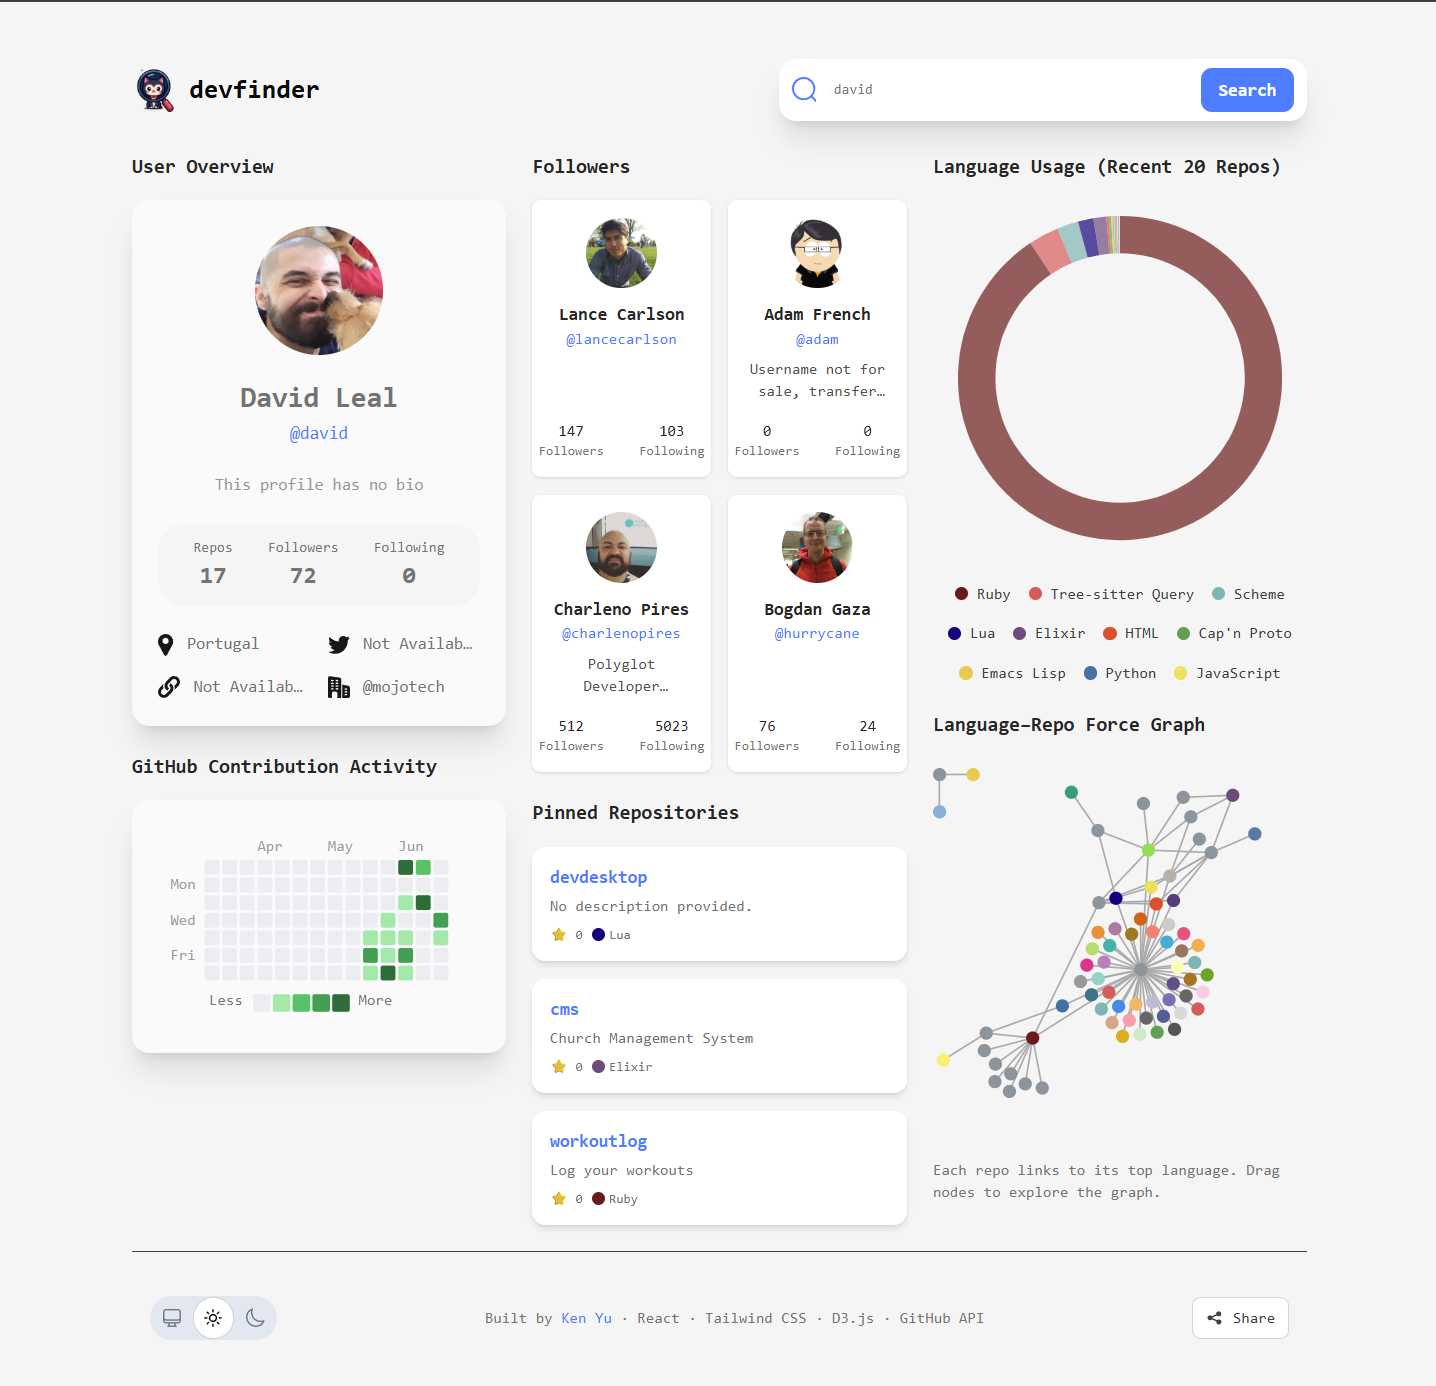 devfinder
david
Search
User Overview
David Leal
@david
This profile has no bio
Repos Followers Following
17 72 0
Portugal
Not Availab…
Not Availab…
@mojotech
GitHub Contribution Activity
Apr May Jun
Mon
Wed
Fri
Less More
Followers
Lance Carlson
@lancecarlson
147 103
Followers Following
Adam French
@adam
Username not for
sale, transfer…
0 0
Followers Following
Charleno Pires
@charlenopires
Polyglot
Developer…
512 5023
Followers Following
Bogdan Gaza
@hurrycane
76 24
Followers Following
Pinned Repositories
devdesktop
No description provided.
0 Lua
cms
Church Management System
0 Elixir
workoutlog
Log your workouts
0 Ruby
Language Usage (Recent 20 Repos)
Ruby Tree-sitter Query Scheme
Lua Elixir HTML Cap'n Proto
Emacs Lisp Python JavaScript
Language–Repo Force Graph
Each repo links to its top language. Drag
nodes to explore the graph.
Built by Ken Yu · React · Tailwind CSS · D3.js · GitHub API
Share